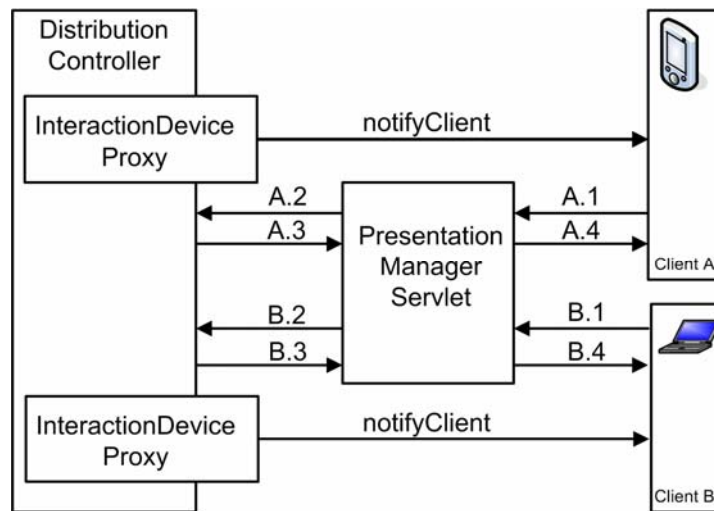 Distribution
Controller
InteractionDevice
Proxy
notifyClient
A.2
A.1
A.3
A.4
Presentation
Manager
Servlet
Client A
B.2
B.1
B.3
B.4
InteractionDevice
Proxy
notifyClient
Client B